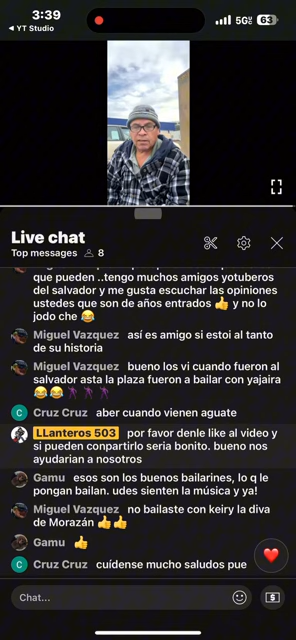 3:39
5GE 63
◀ YT Studio
Live chat
Top messages 8
que pueden ..tengo muchos amigos yotuberos
del salvador y me gusta escuchar las opiniones
ustedes que son de años entrados 👍 y no lo
jodo che 😂
Miguel Vazquez así es amigo si estoi al tanto
de su historia
Miguel Vazquez bueno los vi cuando fueron al
salvador asta la plaza fueron a bailar con yajaira
😂😂🕺🕺🕺
C Cruz Cruz aber cuando vienen aguate
LLanteros 503 por favor denle like al video y
si pueden conpartirlo seria bonito. bueno nos
ayudarian a nosotros
Gamu esos son los buenos bailarines, lo q le
pongan bailan. udes sienten la música y ya!
Miguel Vazquez no bailaste con keiry la diva
de Morazán 👍👍
Gamu 👍
C Cruz Cruz cuídense mucho saludos pue
Chat...